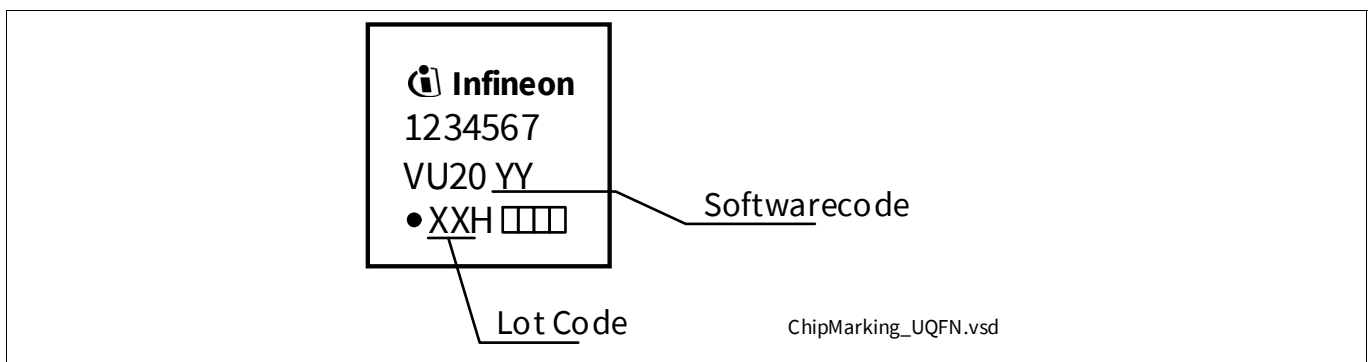 Infineon
1234567
VU20 YY
●XXH
Softwarecode
Lot Code
ChipMarking_UQFN.vsd